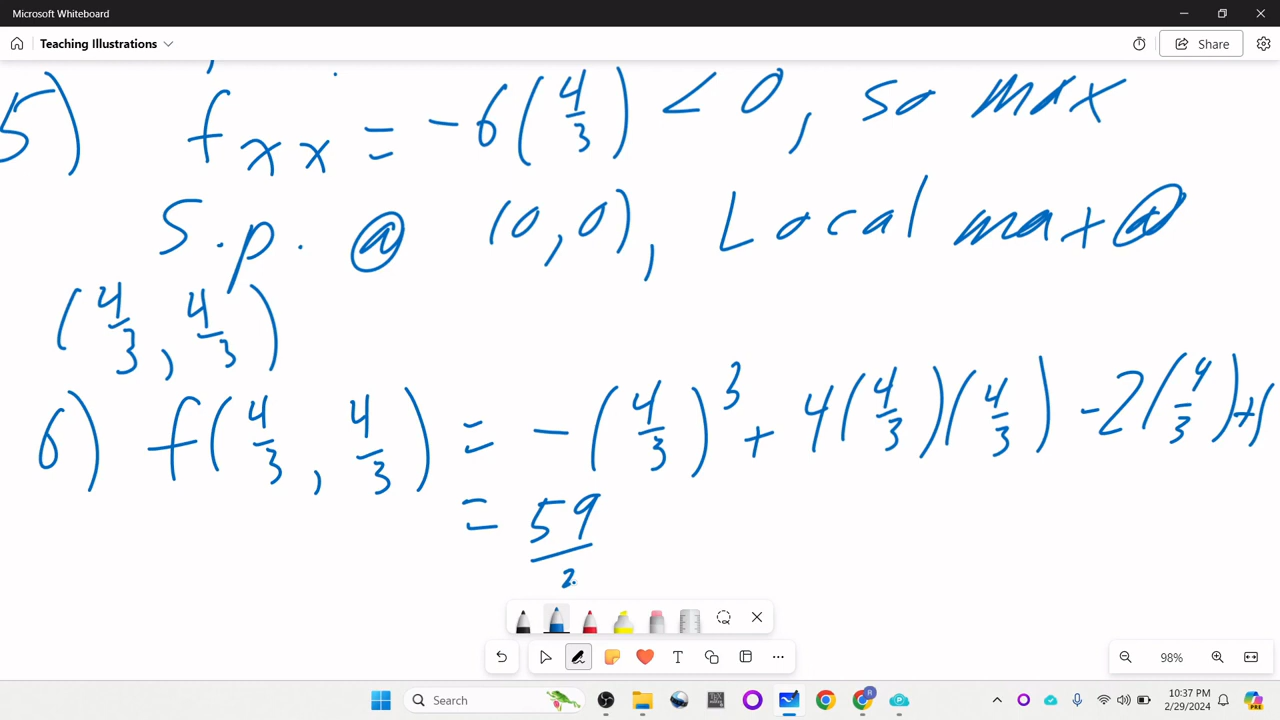 Microsoft Whiteboard
Teaching Illustrations
Share
5) fxx = -6(4/3) < 0, so max
S.p. @ (0,0), Local max @
(4/3, 4/3)
6) f(4/3, 4/3) = -(4/3)^3 + 4(4/3)(4/3) - 2(4/3)+(
= 59/2
98%
Search
10:37 PM
2/29/2024
PRE